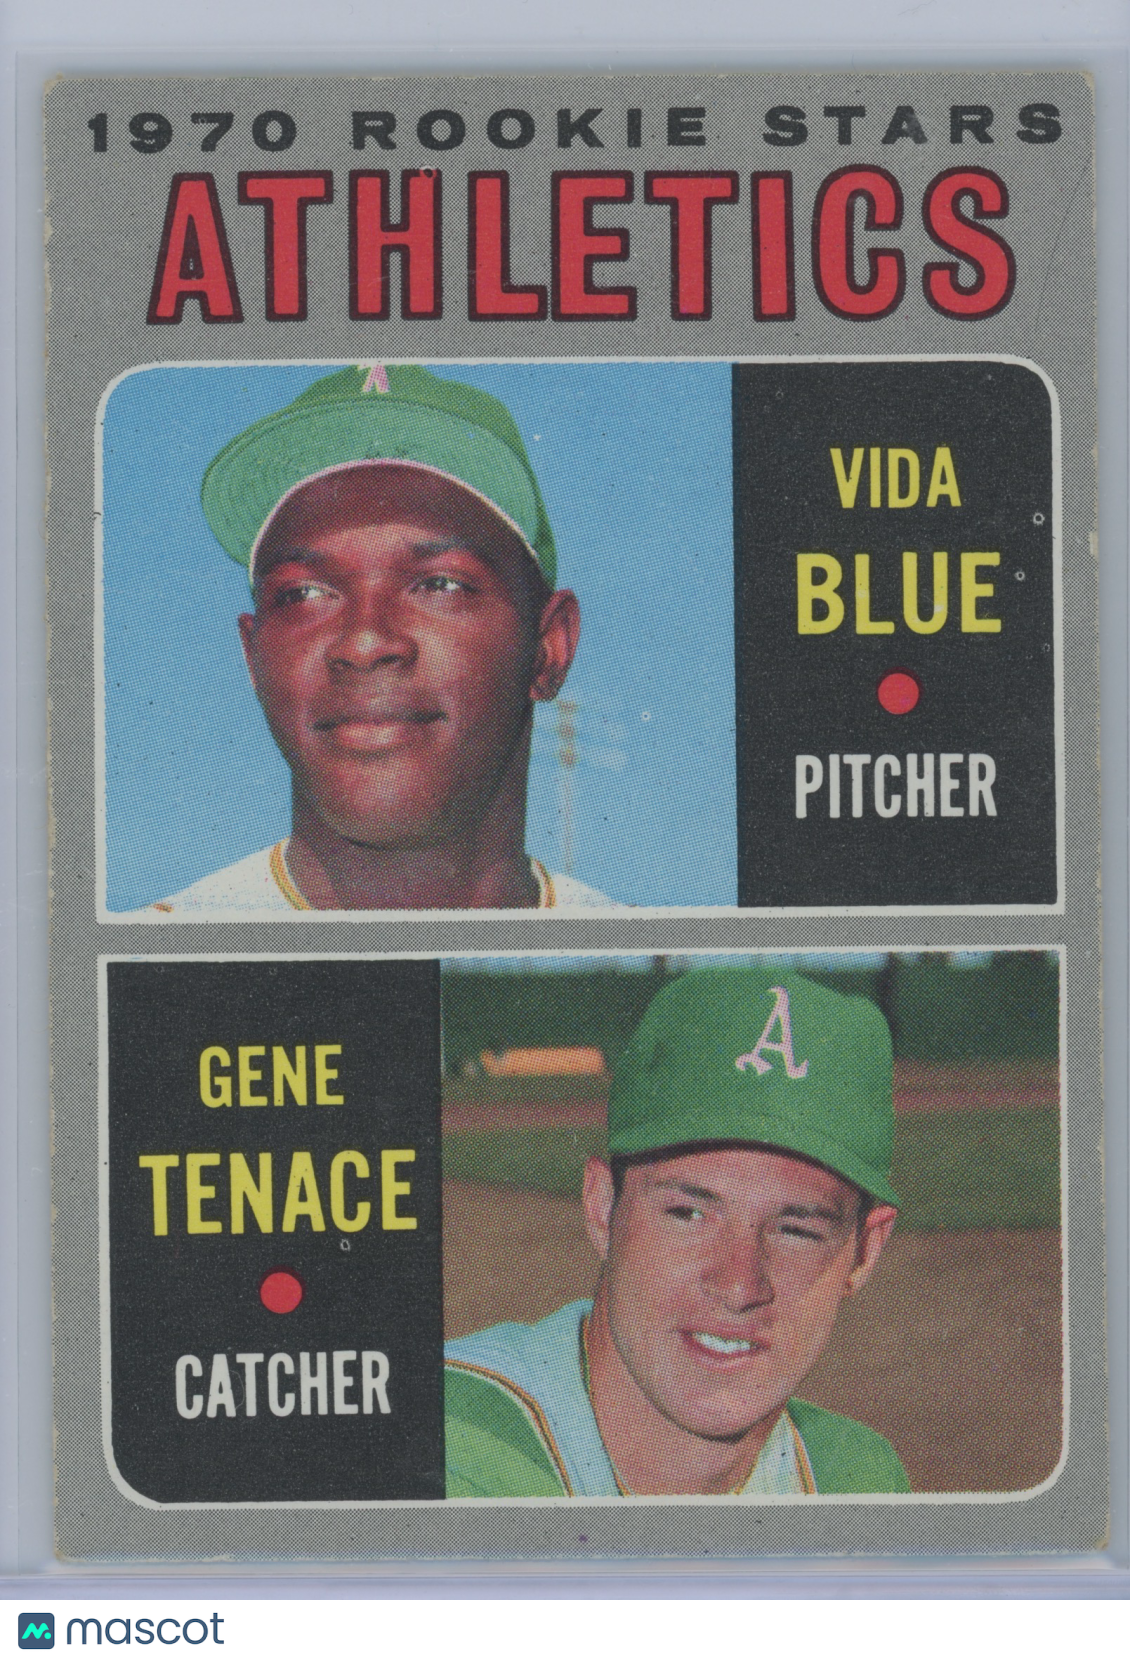 1970 ROOKIE STARS
ATHLETICS
VIDA
BLUE
PITCHER
A
GENE
TENACE
CATCHER
mascot